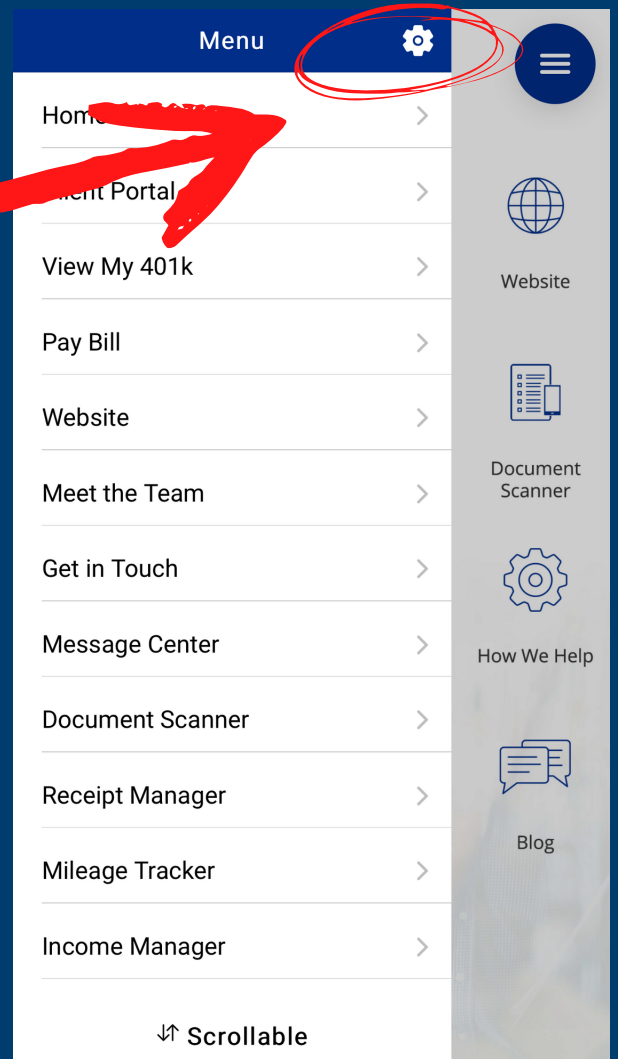 Menu
Home
Portal
View My 401k
Pay Bill
Website
Meet the Team
Get in Touch
Message Center
Document Scanner
Receipt Manager
Mileage Tracker
Income Manager
Scrollable
Website
Document
Scanner
How We Help
Blog